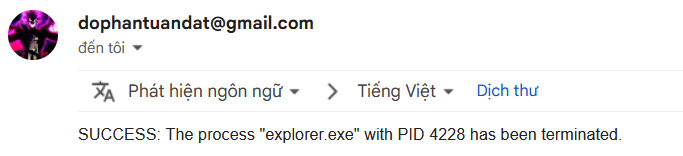 dophantuandat@gmail.com
đến tôi
Phát hiện ngôn ngữ > Tiếng Việt Dịch thư
SUCCESS: The process "explorer.exe" with PID 4228 has been terminated.